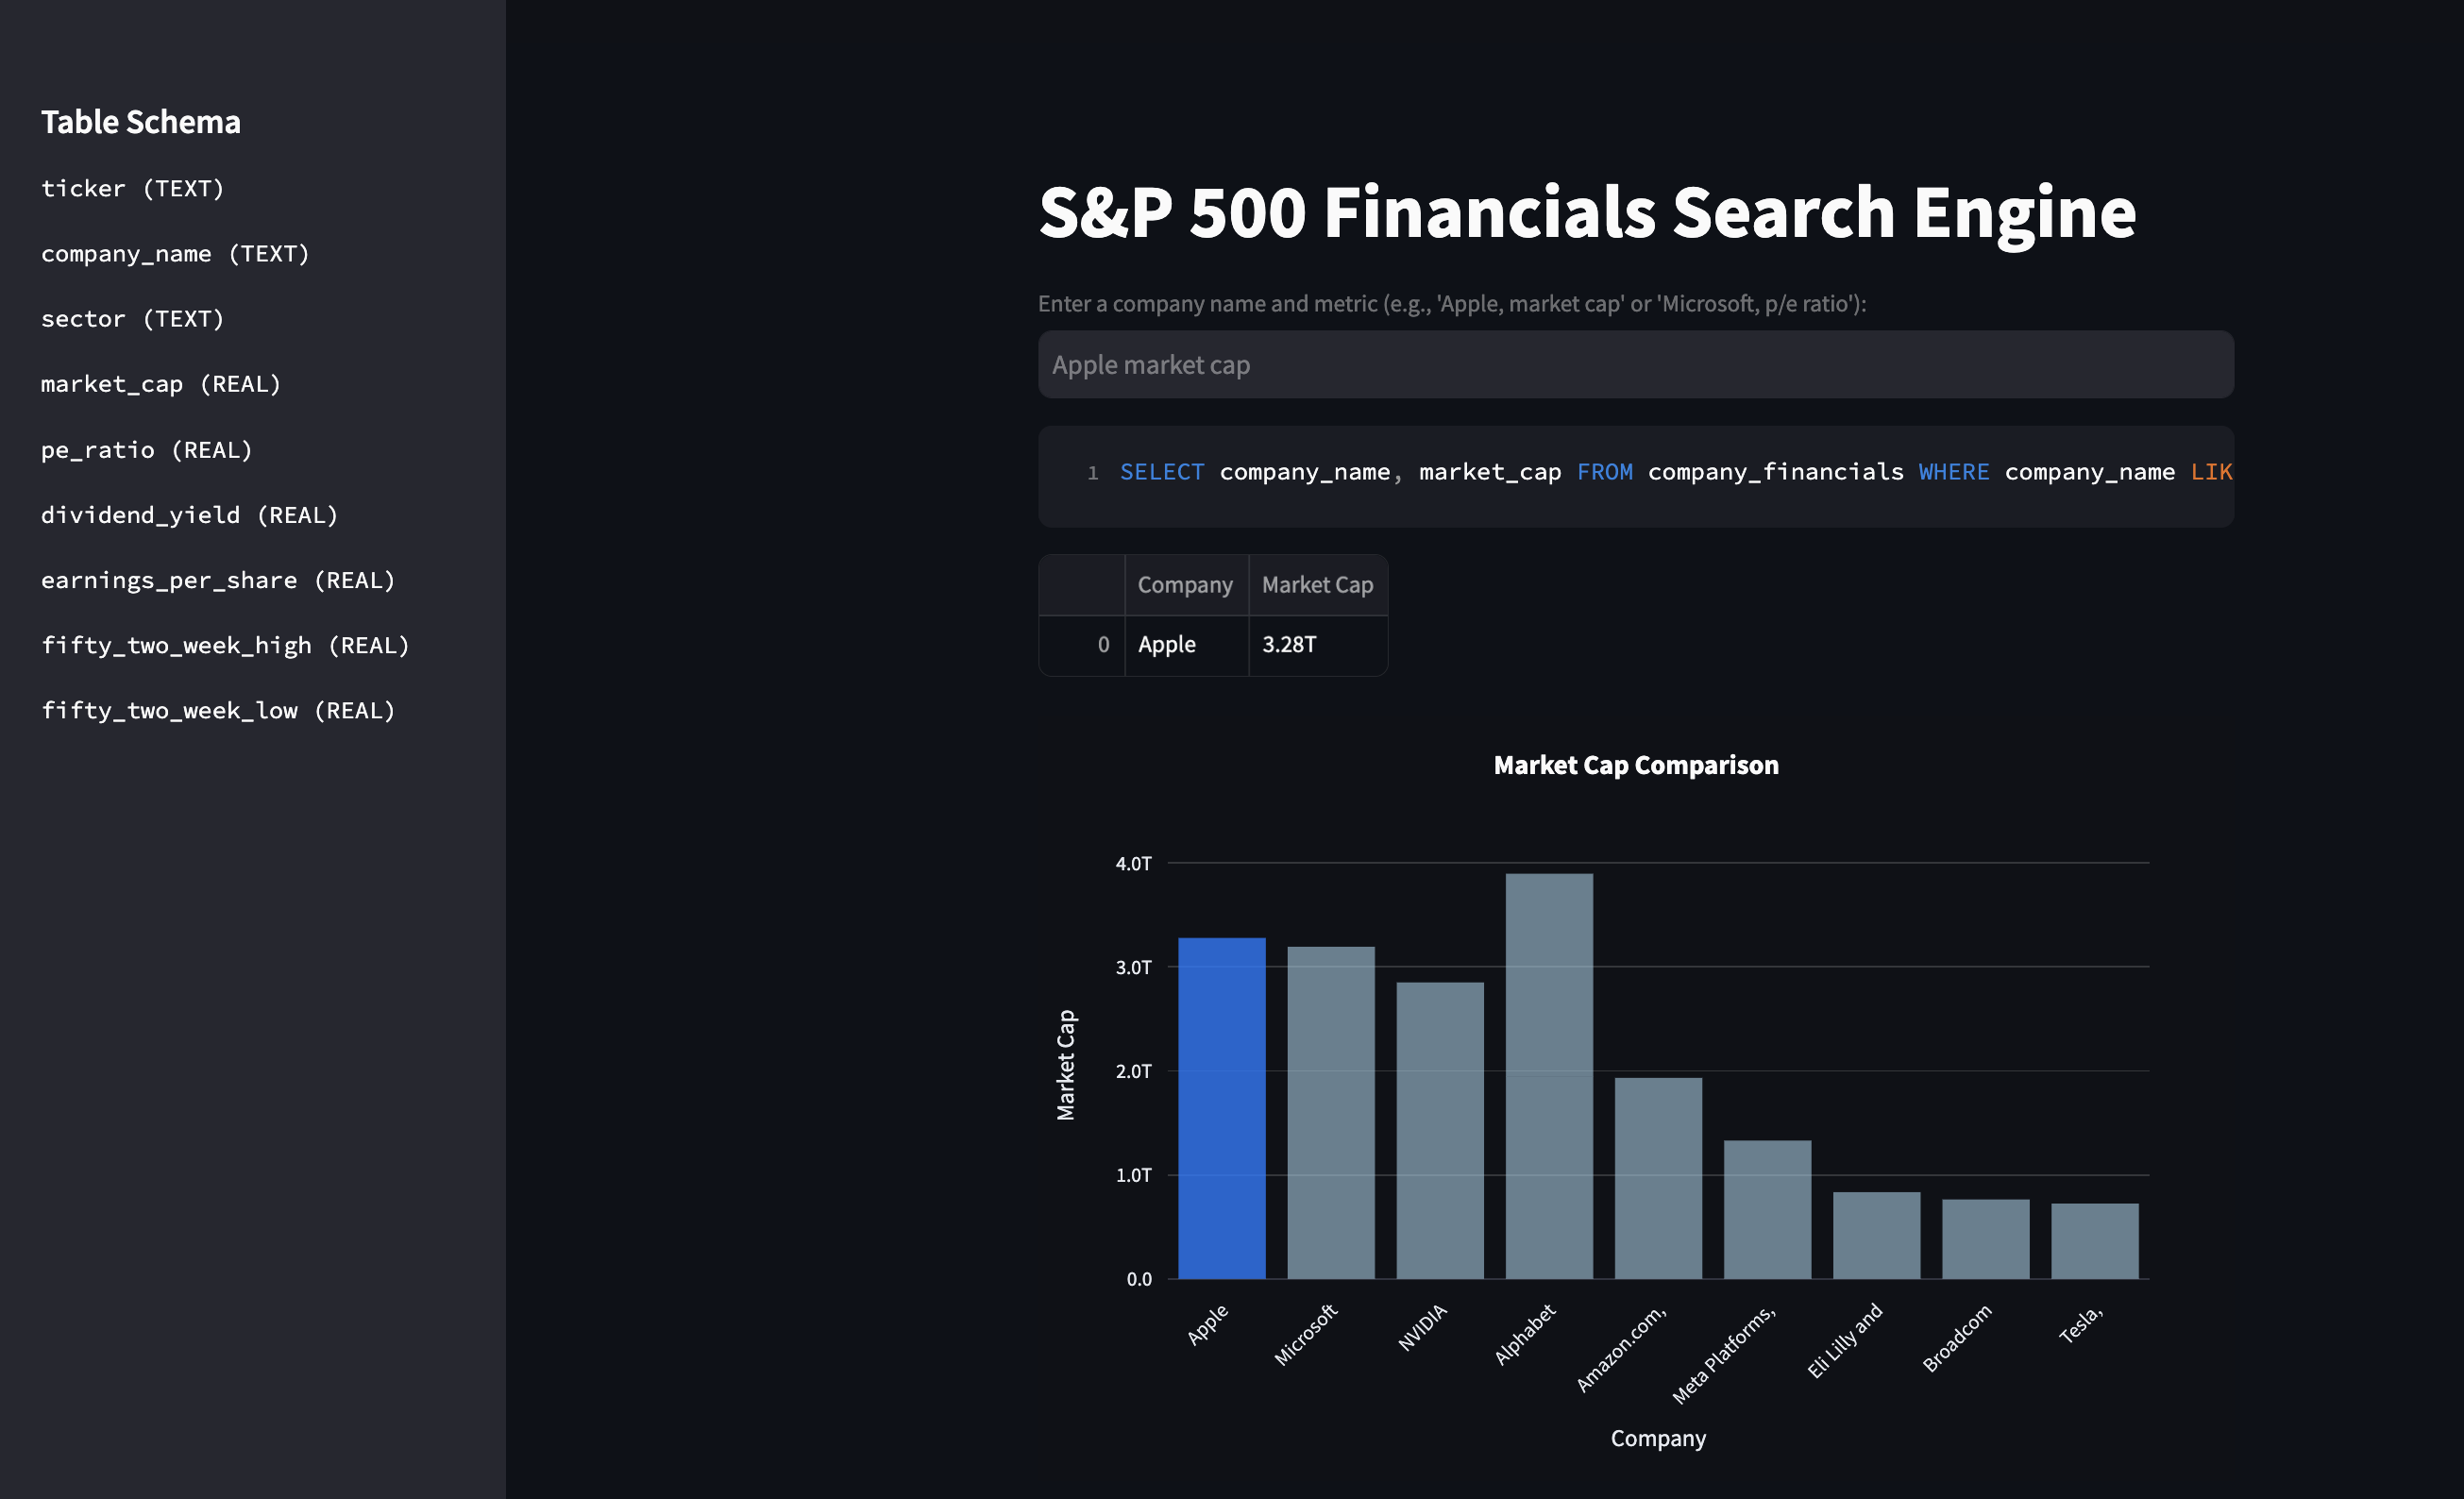 Table Schema
ticker (TEXT)
company_name (TEXT)
sector (TEXT)
market_cap (REAL)
pe_ratio (REAL)
dividend_yield (REAL)
earnings_per_share (REAL)
fifty_two_week_high (REAL)
fifty_two_week_low (REAL)
S&P 500 Financials Search Engine
Enter a company name and metric (e.g., 'Apple, market cap' or 'Microsoft, p/e ratio'):
Apple market cap
1 SELECT company_name, market_cap FROM company_financials WHERE company_name LIK
Company Market Cap
0 Apple 3.28T
Market Cap Comparison
4.0T
3.0T
2.0T
1.0T
0.0
Market Cap
Apple
Microsoft
NVIDIA
Alphabet
Amazon.com,
Meta Platforms,
Eli Lilly and
Broadcom
Tesla,
Company